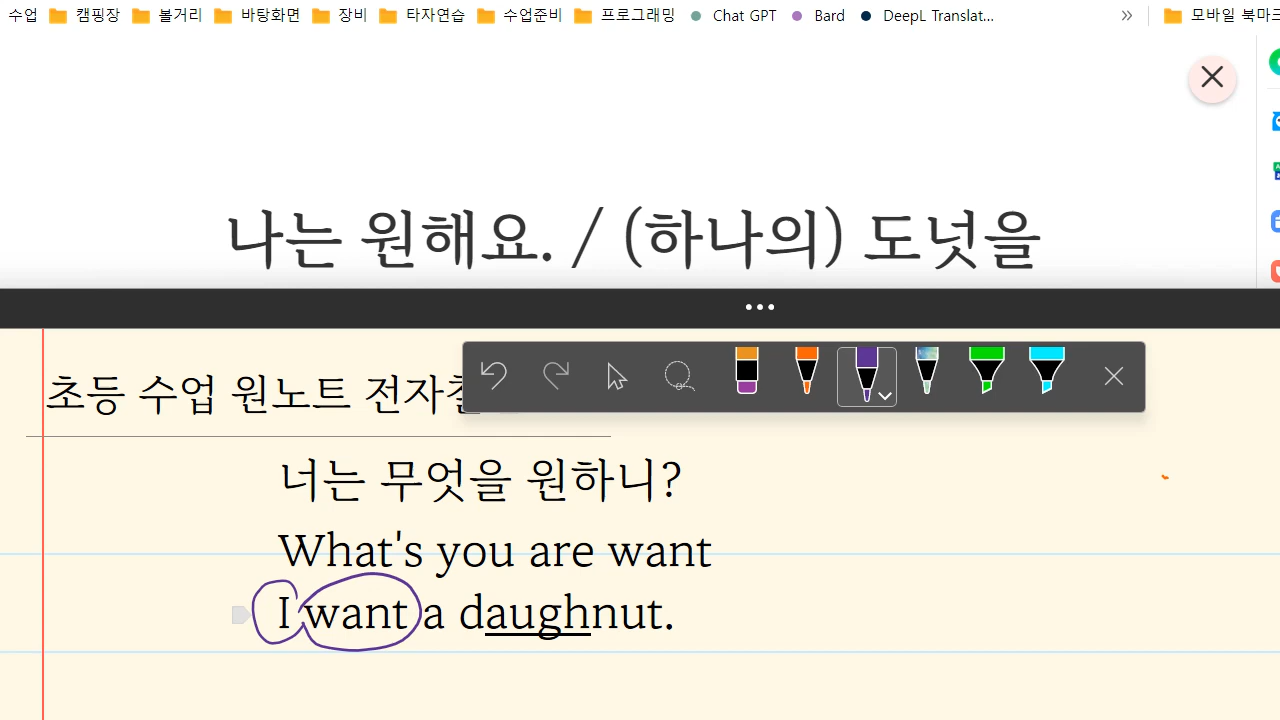 수업 캠핑장 볼거리 바탕화면 장비 타자연습 수업준비 프로그래밍 Chat GPT Bard DeepL Translat... » 모바일 북마크
나는 원해요. / (하나의) 도넛을
초등 수업 원노트 전자칠
너는 무엇을 원하니?
What's you are want
I want a daughnut.